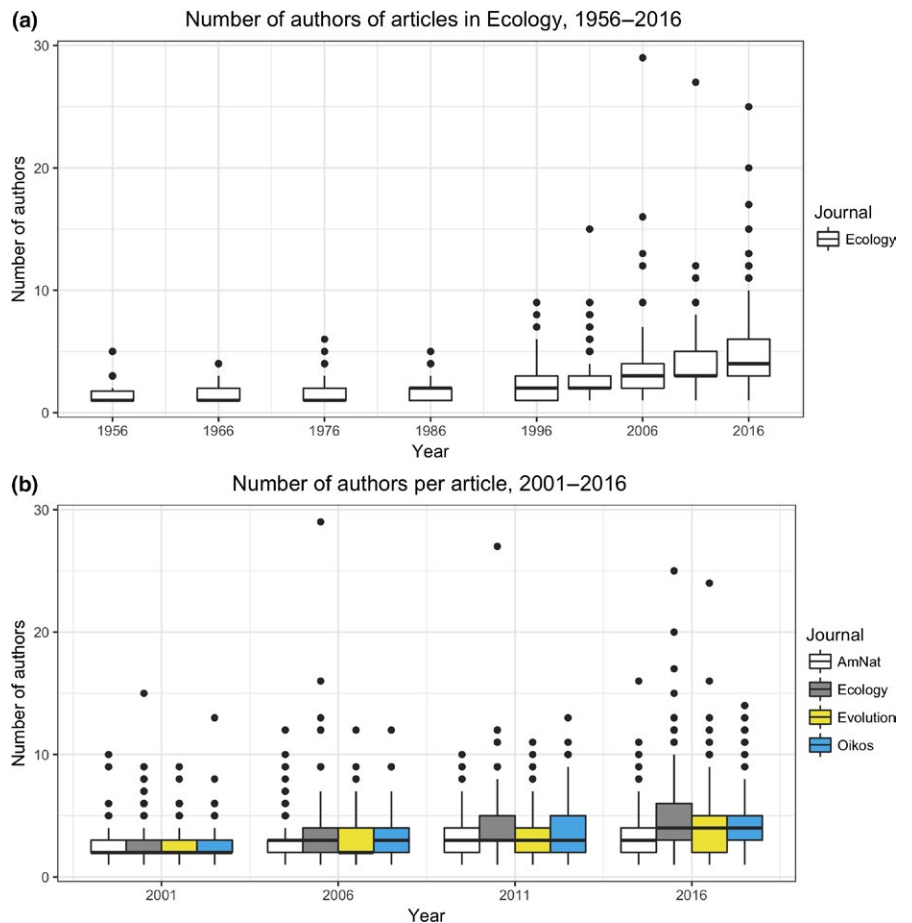 (a)
Number of authors of articles in Ecology, 1956–2016
30
20
10
0
Number of authors
1956 1966 1976 1986 1996 2006 2016
Year
Journal
Ecology
(b)
Number of authors per article, 2001–2016
30
20
10
0
Number of authors
2001 2006 2011 2016
Year
Journal
AmNat
Ecology
Evolution
Oikos